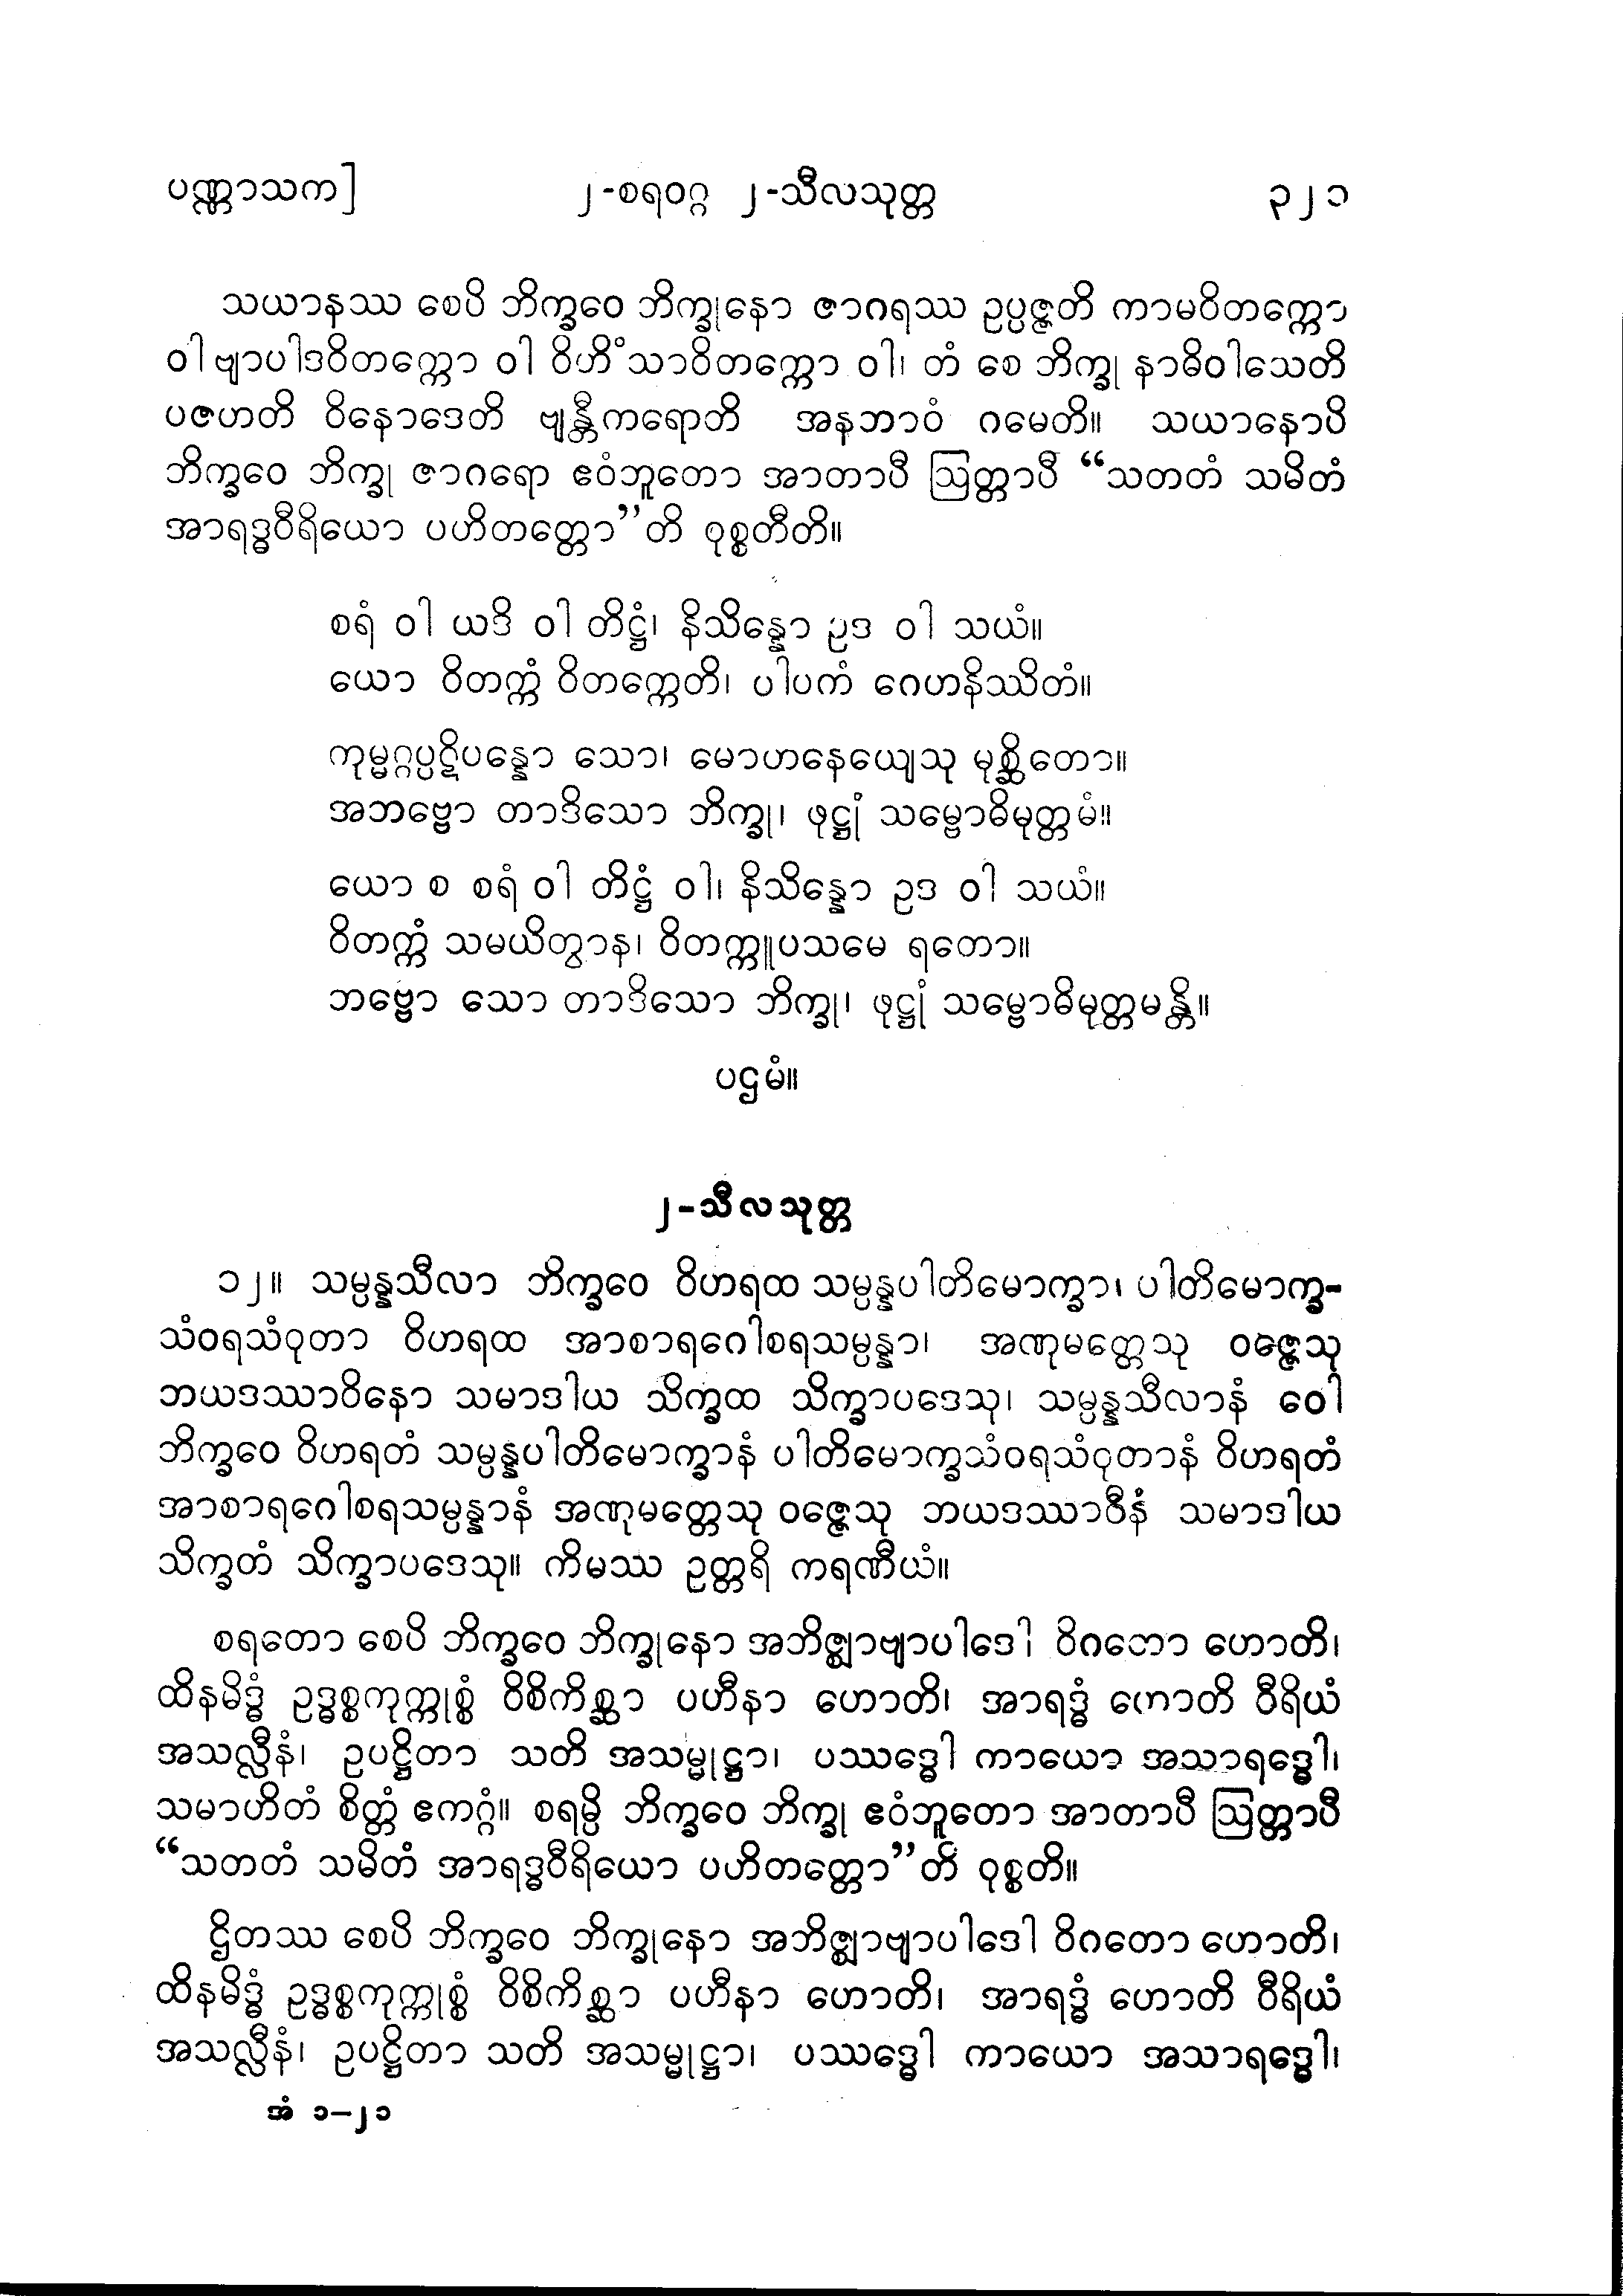 ပဏ္ဏာသက]	၂-စရဝဂ္ဂ ၂-သီလသုတ္တ	၃၂၁
သယာနဿ စေပိ ဘိက္ခဝေ ဘိက္ခုနော ဇာဂရဿ ဥပ္ပဇ္ဇတိ ကာမဝိတက္ကော
ဝါ ဗျာပါဒဝိတက္ကော ဝါ ဝိဟိံသာဝိတက္ကော ဝါ၊ တံ စေ ဘိက္ခု နာဓိဝါသေတိ
ပဇဟတိ ဝိနောဒေတိ ဗျန္တီကရောတိ အနဘာဝံ ဂမေတိ။ သယာနောပိ
ဘိက္ခဝေ ဘိက္ခု ဇာဂရော ဧဝံဘူတော အာတာပီ ဩတ္တာပီ “သတတံ သမိတံ
အာရဒ္ဓဝီရိယော ပဟိတတ္တော”တိ ဝုစ္စတီတိ။
စရံ ဝါ ယဒိ ဝါ တိဋ္ဌံ၊ နိသိန္နော ဥဒ ဝါ သယံ။
ယော ဝိတက္ကံ ဝိတက္ကေတိ၊ ပါပကံ ဂေဟနိဿိတံ။
ကုမ္မဂ္ဂပ္ပဋိပန္နော သော၊ မောဟနေယျေသု မုစ္ဆိတော။
အဘဗ္ဗော တာဒိသော ဘိက္ခု၊ ဖုဋ္ဌုံ သမ္ဗောဓိမုတ္တမံ။
ယော စ စရံ ဝါ တိဋ္ဌံ ဝါ၊ နိသိန္နော ဥဒ ဝါ သယံ။
ဝိတက္ကံ သမယိတွာန၊ ဝိတက္ကူပသမေ ရတော။
ဘဗ္ဗော သော တာဒိသော ဘိက္ခု၊ ဖုဋ္ဌုံ သမ္ဗောဓိမုတ္တမန္တိ။
ပဌမံ။
၂-သီလသုတ္တ
၁၂။ သမ္ပန္နသီလာ ဘိက္ခဝေ ဝိဟရထ သမ္ပန္နပါတိမောက္ခာ၊ ပါတိမောက္ခ-
သံဝရသံဝုတာ ဝိဟရထ အာစာရဂေါစရသမ္ပန္နာ၊ အဏုမတ္တေသု ဝဇ္ဇေသု
ဘယဒဿာဝိနော သမာဒါယ သိက္ခထ သိက္ခာပဒေသု၊ သမ္ပန္နသီလာနံ ဝေါ
ဘိက္ခဝေ ဝိဟရတံ သမ္ပန္နပါတိမောက္ခာနံ ပါတိမောက္ခသံဝရသံဝုတာနံ ဝိဟရတံ
အာစာရဂေါစရသမ္ပန္နာနံ အဏုမတ္တေသု ဝဇ္ဇေသု ဘယဒဿာဝီနံ သမာဒါယ
သိက္ခတံ သိက္ခာပဒေသု။ ကိမဿ ဥတ္တရိ ကရဏီယံ။
စရတော စေပိ ဘိက္ခဝေ ဘိက္ခုနော အဘိဇ္ဈာဗျာပါဒေါ ဝိဂတော ဟောတိ၊
ထိနမိဒ္ဓံ ဥဒ္ဓစ္စကုက္ကုစ္စံ ဝိစိကိစ္ဆာ ပဟီနာ ဟောတိ၊ အာရဒ္ဓံ ဟောတိ ဝီရိယံ
အသလ္လီနံ၊ ဥပဋ္ဌိတာ သတိ အသမ္မုဋ္ဌာ၊ ပဿဒ္ဓေါ ကာယော အသာရဒ္ဓေါ၊
သမာဟိတံ စိတ္တံ ဧကဂ္ဂံ။ စရမ္ပိ ဘိက္ခဝေ ဘိက္ခု ဧဝံဘူတော အာတာပီ ဩတ္တာပီ
“သတတံ သမိတံ အာရဒ္ဓဝီရိယော ပဟိတတ္တော”တိ ဝုစ္စတိ။
ဌိတဿ စေပိ ဘိက္ခဝေ ဘိက္ခုနော အဘိဇ္ဈာဗျာပါဒေါ ဝိဂတော ဟောတိ၊
ထိနမိဒ္ဓံ ဥဒ္ဓစ္စကုက္ကုစ္စံ ဝိစိကိစ္ဆာ ပဟီနာ ဟောတိ၊ အာရဒ္ဓံ ဟောတိ ဝီရိယံ
အသလ္လီနံ၊ ဥပဋ္ဌိတာ သတိ အသမ္မုဋ္ဌာ၊ ပဿဒ္ဓေါ ကာယော အသာရဒ္ဓေါ၊
အံ ၁—၂၁